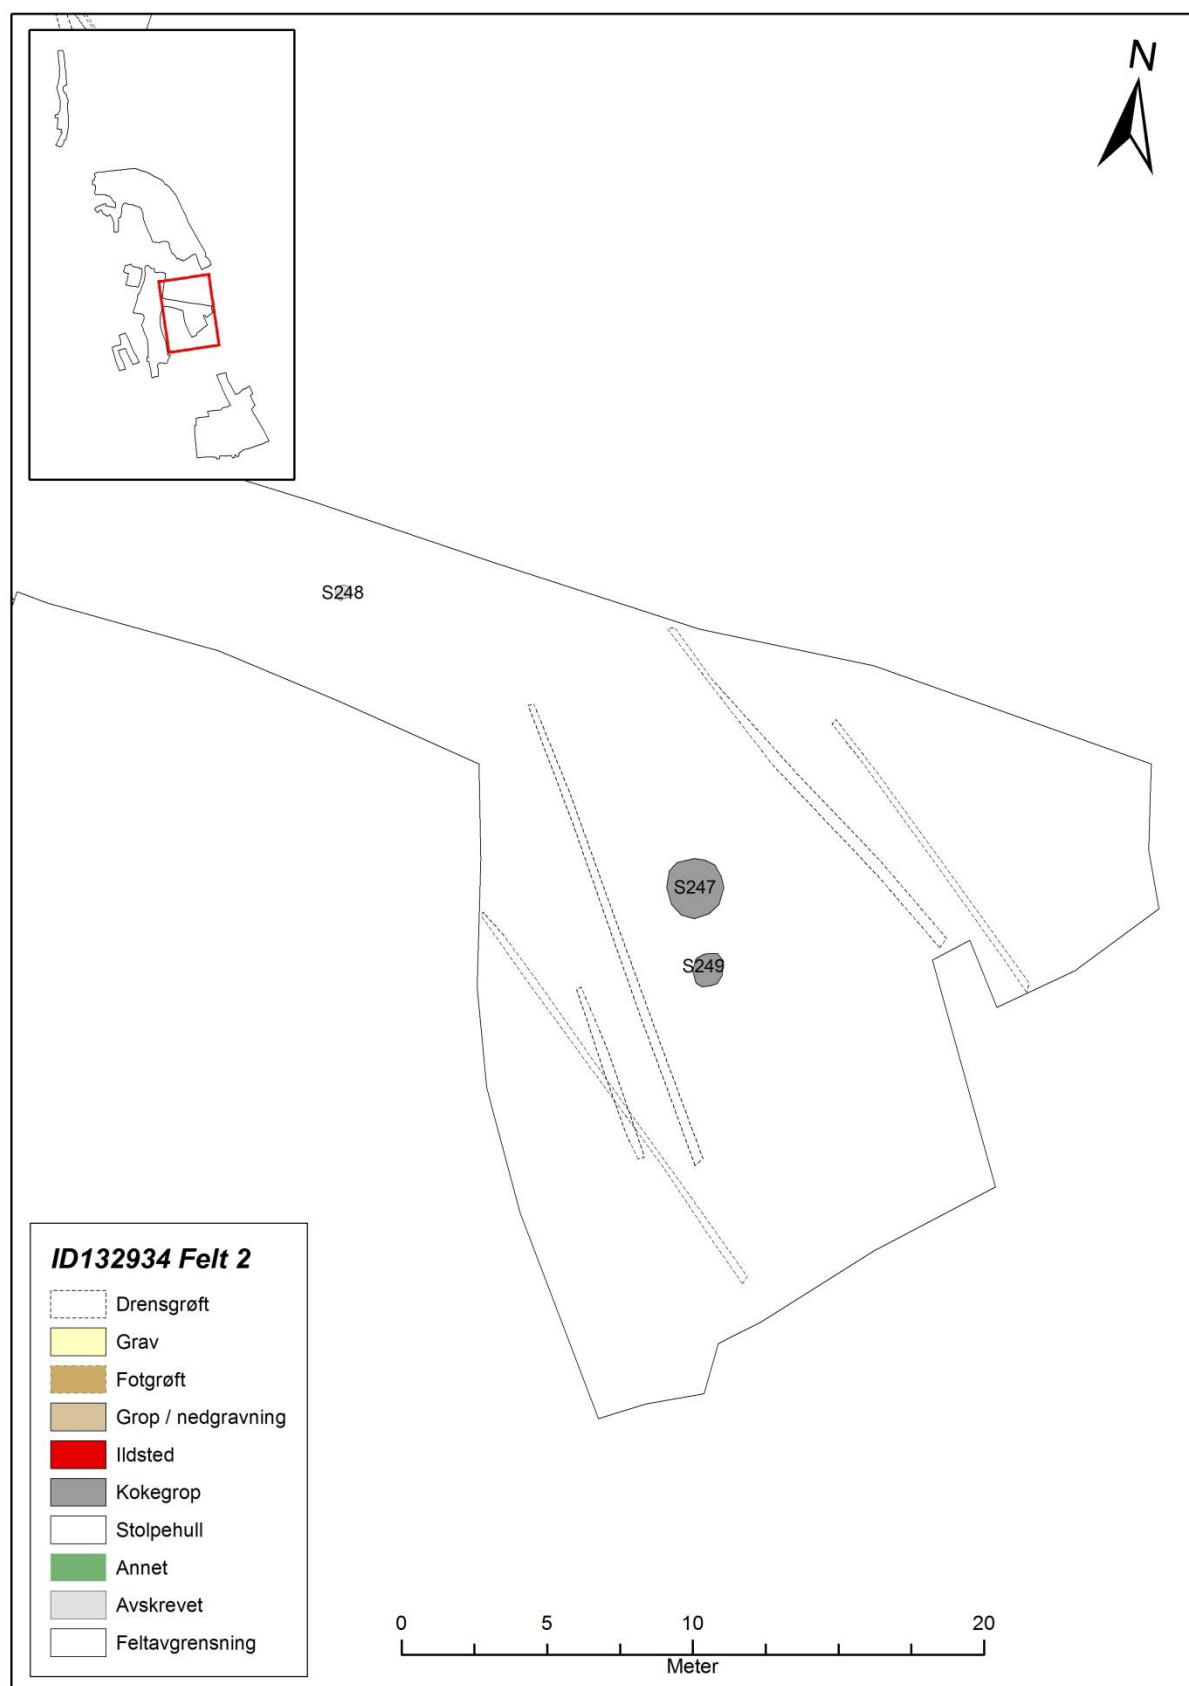 N
S248
S247
S249
ID132934 Felt 2
Drensgrøft
Grav
Fotgrøft
Grop / nedgravning
Ildsted
Kokegrop
Stolpehull
Annet
Avskrevet
Feltavgrensning
0 5 10 20
Meter